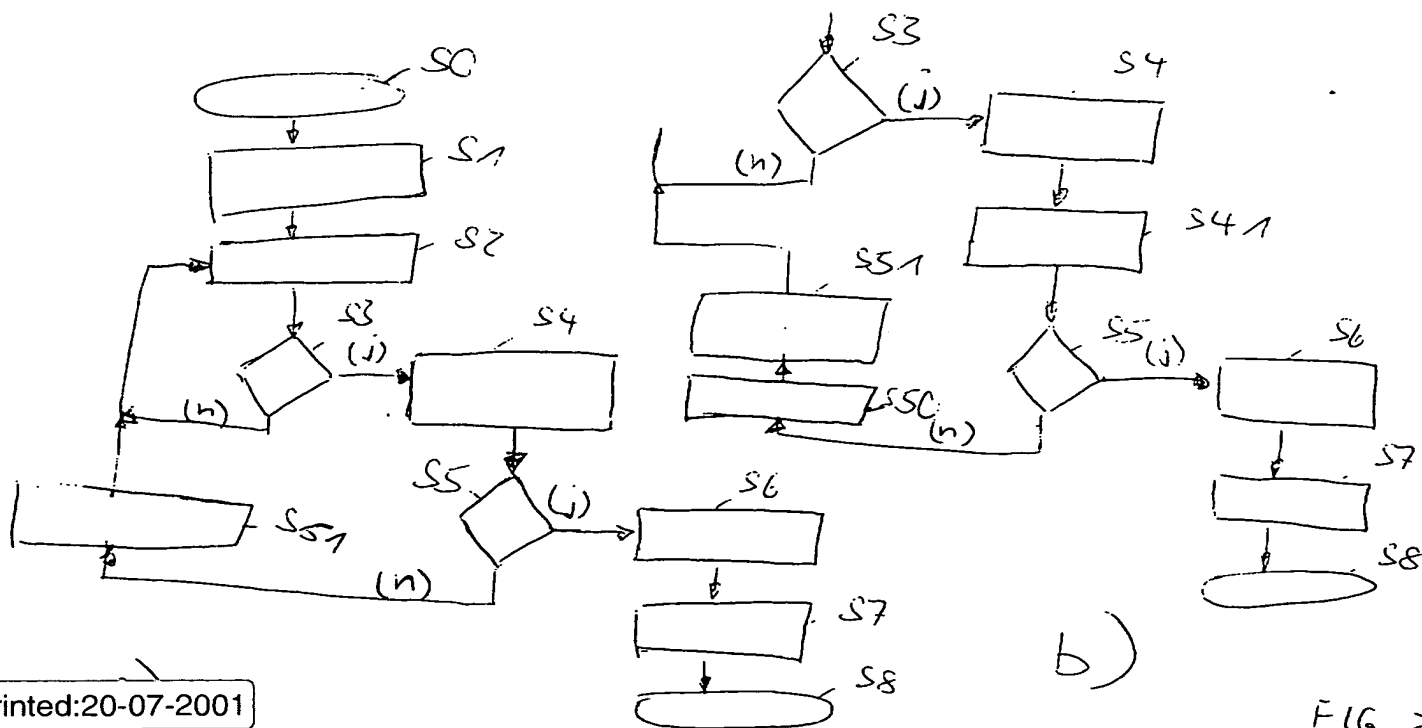 S0
S1
S2
S3
(j)
S4
(n)
S5
(j)
S6
S51
(n)
S7
S8
S3
(j)
S4
(n)
S41
S51
S5
(j)
S6
S50
(n)
S7
S8
b)
rinted:20-07-2001
FIG